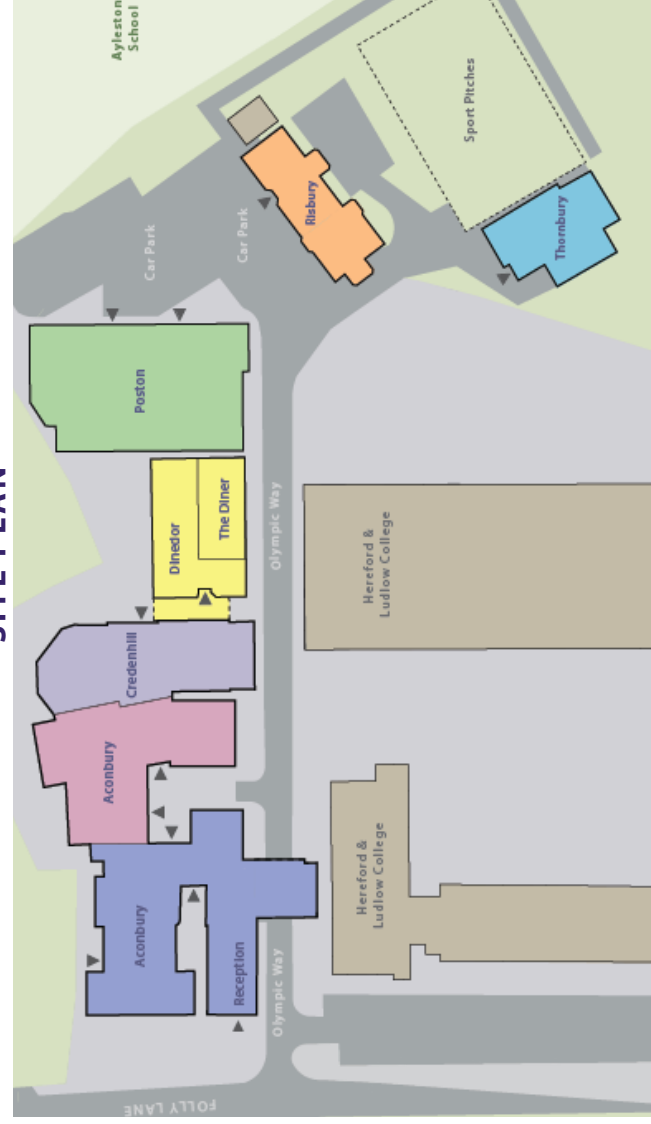 SITE PLAN
Ayleston
School
Sport Pitches
Car Park
Car Park
Risbury
Thornbury
Poston
Dinedor
The Diner
Olympic Way
Hereford &
Ludlow College
Credenhill
Aconbury
Aconbury
Reception
Olympic Way
Hereford &
Ludlow College
FOLLY LANE